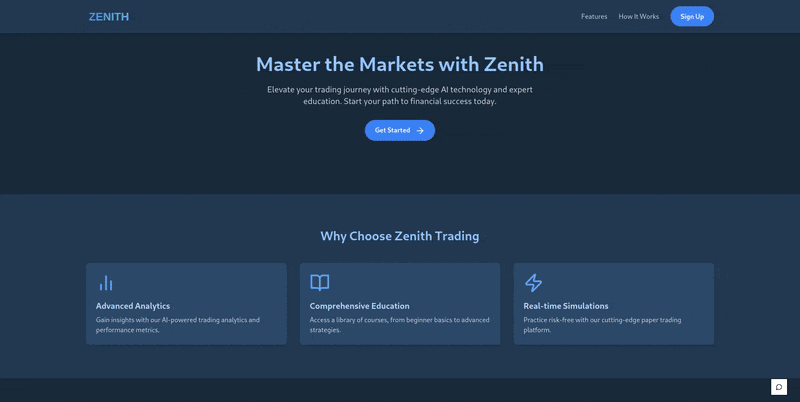 ZENITH
Features
How It Works
Sign Up
Master the Markets with Zenith
Elevate your trading journey with cutting-edge AI technology and expert
education. Start your path to financial success today.
Get Started
Why Choose Zenith Trading
Advanced Analytics
Gain insights with our AI-powered trading analytics and
performance metrics.
Comprehensive Education
Access a library of courses, from beginner basics to advanced
strategies.
Real-time Simulations
Practice risk-free with our cutting-edge paper trading
platform.